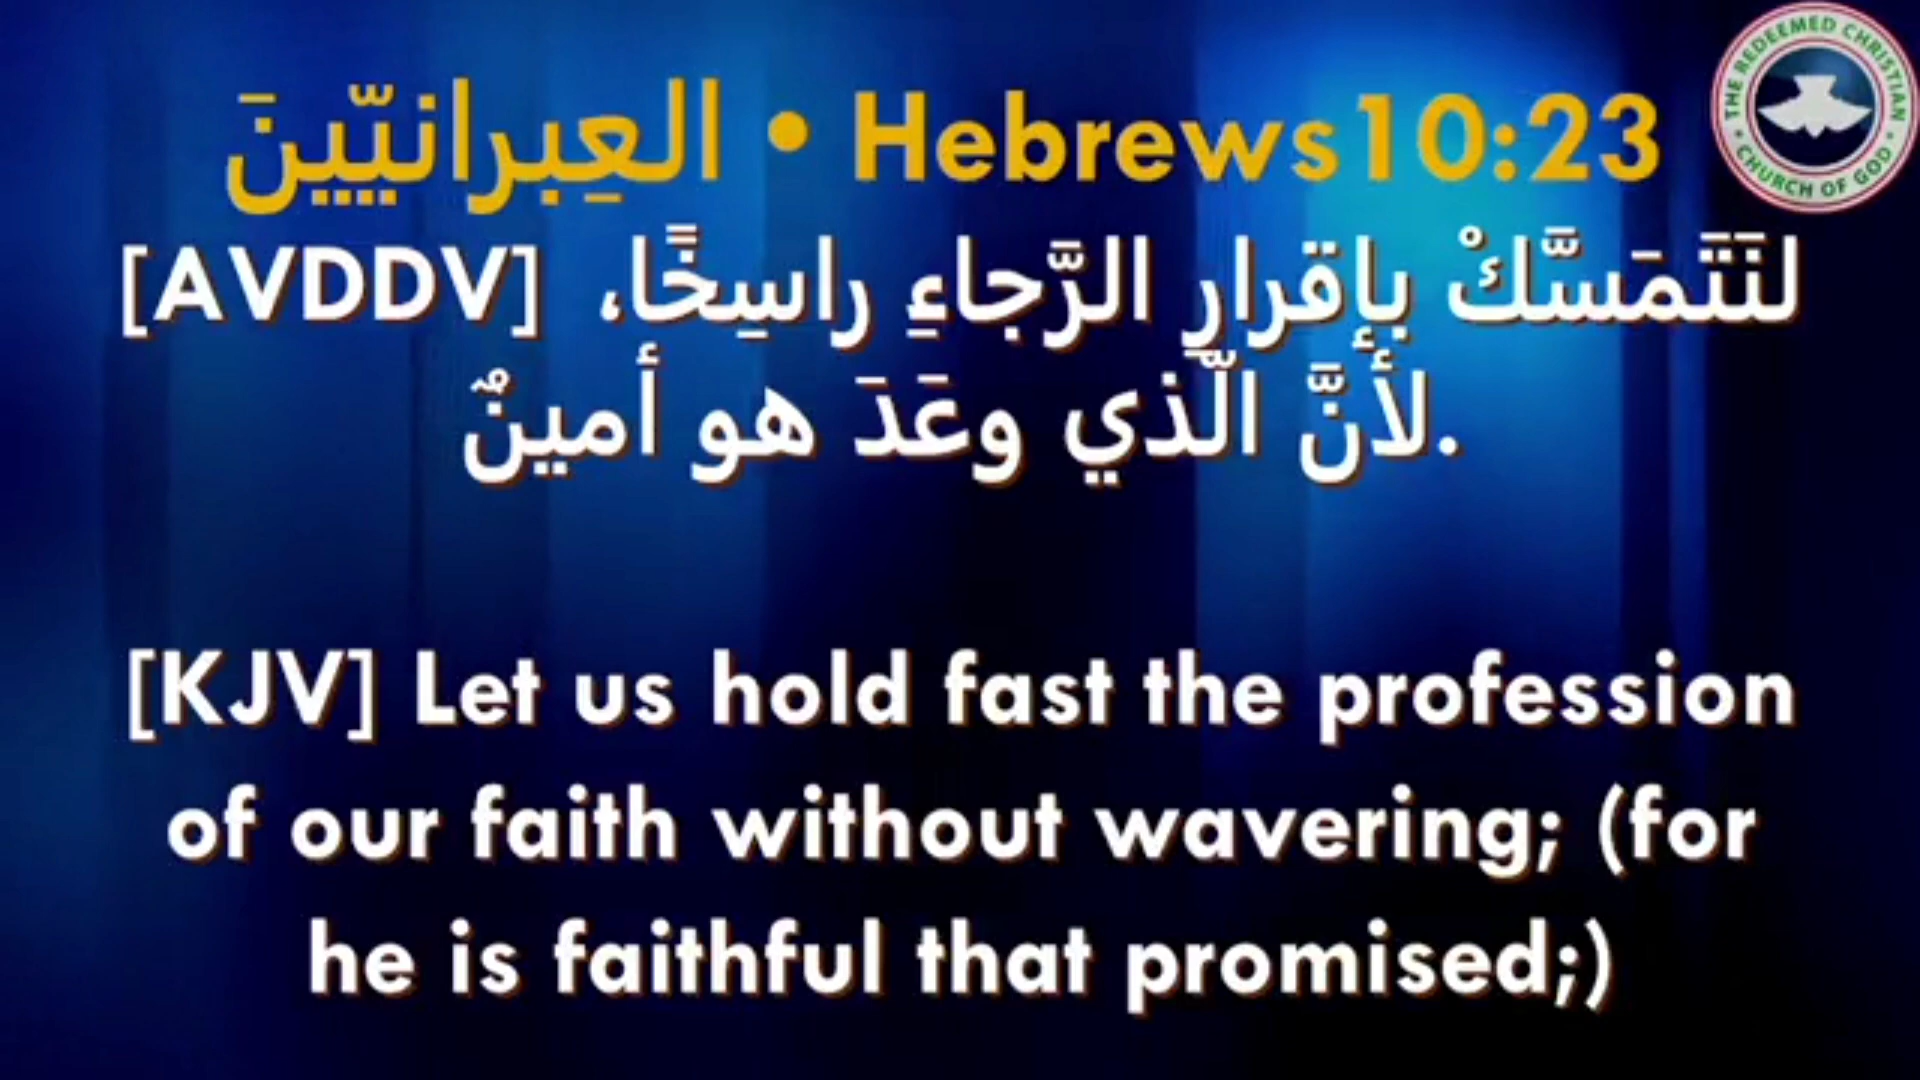 العِبرانيّينَ • Hebrews10:23
THE REDEEMED CHRISTIAN CHURCH OF GOD
[AVDDV] لنَتَمَسَّكْ بإقرارِ الرَّجاءِ راسِخًا،
لأنَّ الّذي وعَدَ هو أمينٌ.
[KJV] Let us hold fast the profession
of our faith without wavering; (for
he is faithful that promised;)